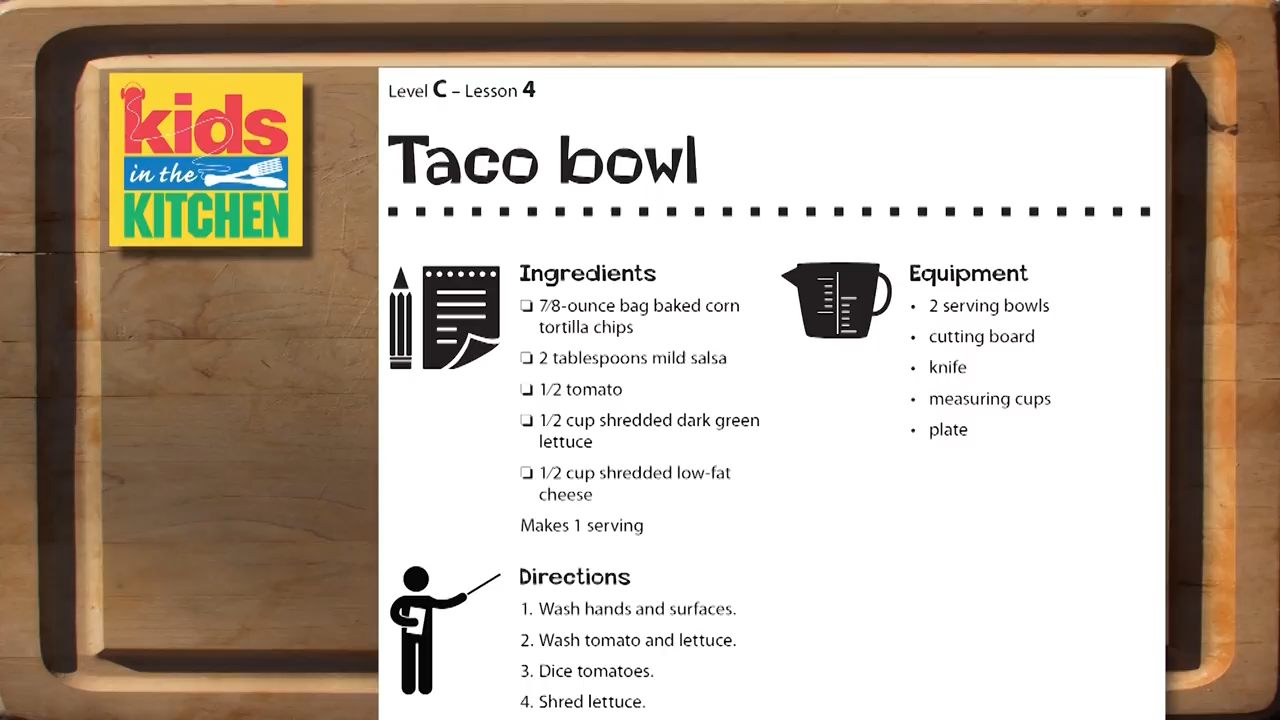 kids
in the
KITCHEN
Level C – Lesson 4
Taco bowl
Ingredients
❏ 7/8-ounce bag baked corn
tortilla chips
❏ 2 tablespoons mild salsa
❏ 1/2 tomato
❏ 1/2 cup shredded dark green
lettuce
❏ 1/2 cup shredded low-fat
cheese
Makes 1 serving
Equipment
• 2 serving bowls
• cutting board
• knife
• measuring cups
• plate
Directions
1. Wash hands and surfaces.
2. Wash tomato and lettuce.
3. Dice tomatoes.
4. Shred lettuce.